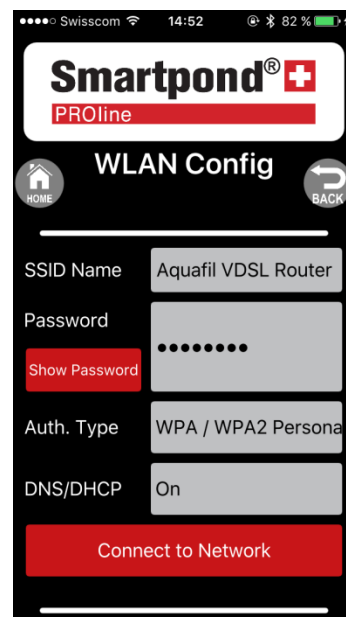 Swisscom 14:52 82 %
Smartpond®
PROline
WLAN Config
HOME
BACK
SSID Name Aquafil VDSL Router
Password ••••••••
Show Password
Auth. Type WPA / WPA2 Persona
DNS/DHCP On
Connect to Network